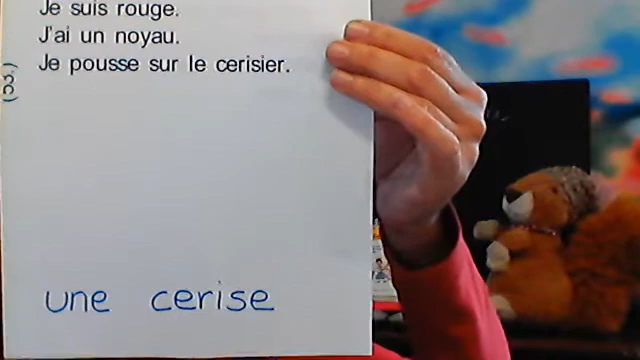 Je suis rouge.
J'ai un noyau.
Je pousse sur le cerisier.
une cerise